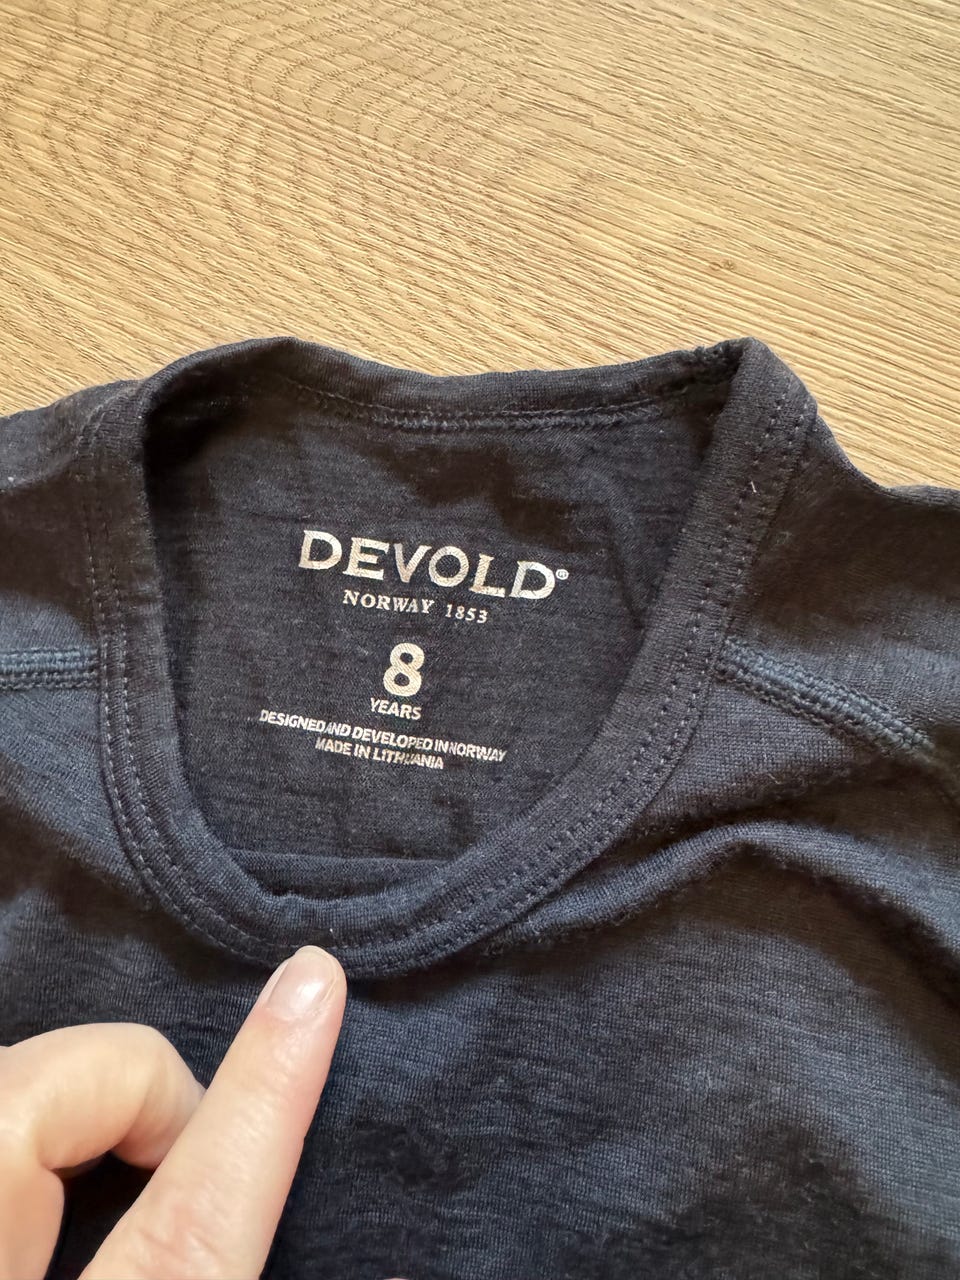 DEVOLD®
NORWAY 1853
8
YEARS
DESIGNED AND DEVELOPED IN NORWAY
MADE IN LITHUANIA